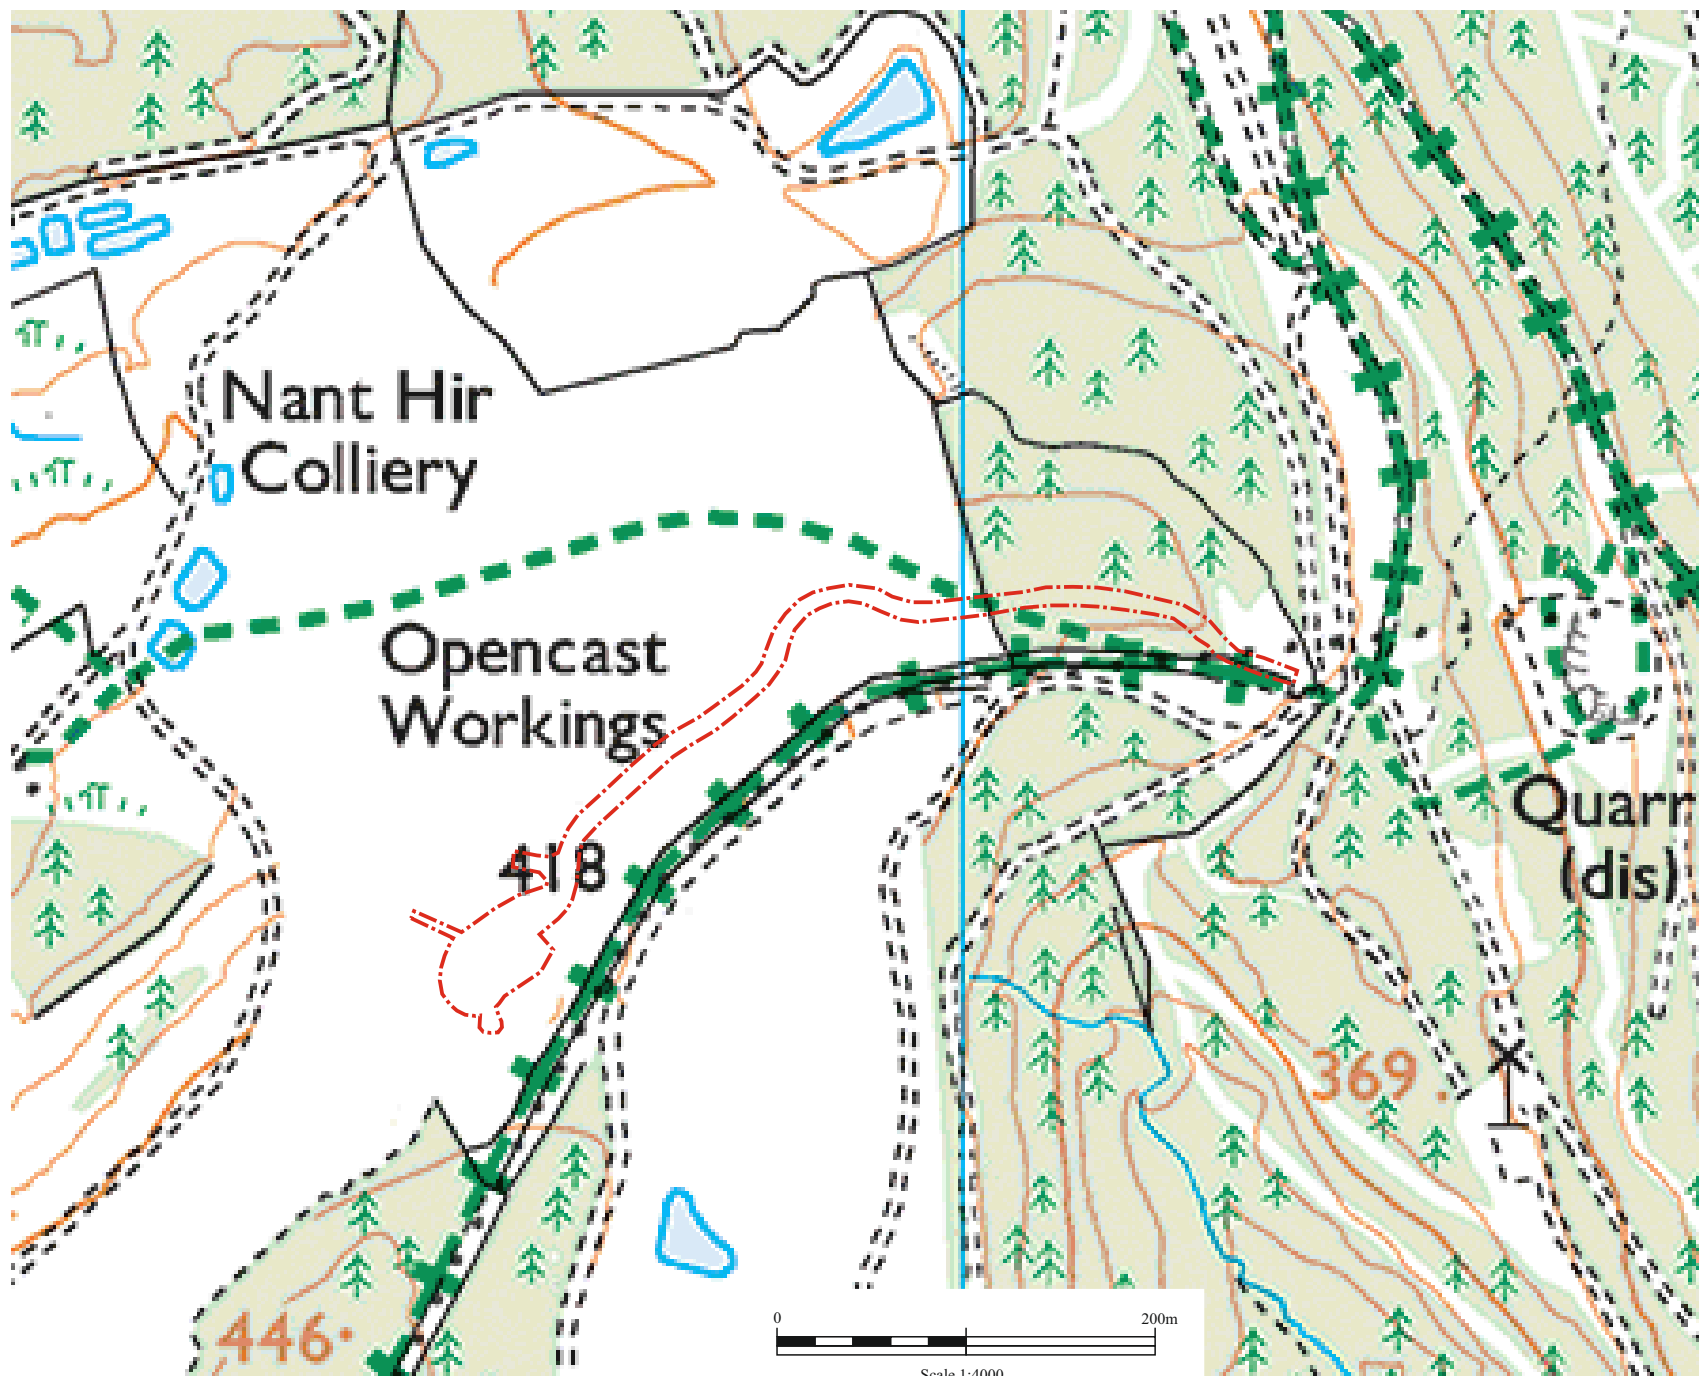 Nant Hir
Colliery
Opencast
Workings
418
Quarr
(dis)
369
446
0 200m
Scale 1:4000